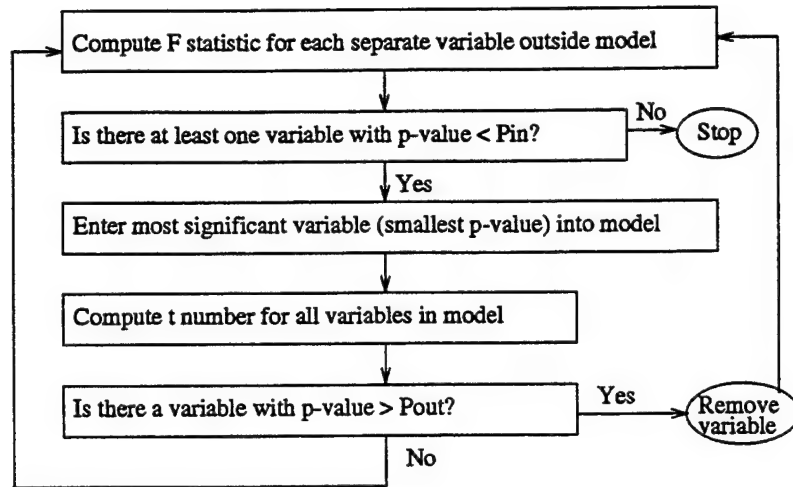 Compute F statistic for each separate variable outside model
Is there at least one variable with p-value < Pin?
No
Stop
Yes
Enter most significant variable (smallest p-value) into model
Compute t number for all variables in model
Is there a variable with p-value > Pout?
Yes
Remove
variable
No